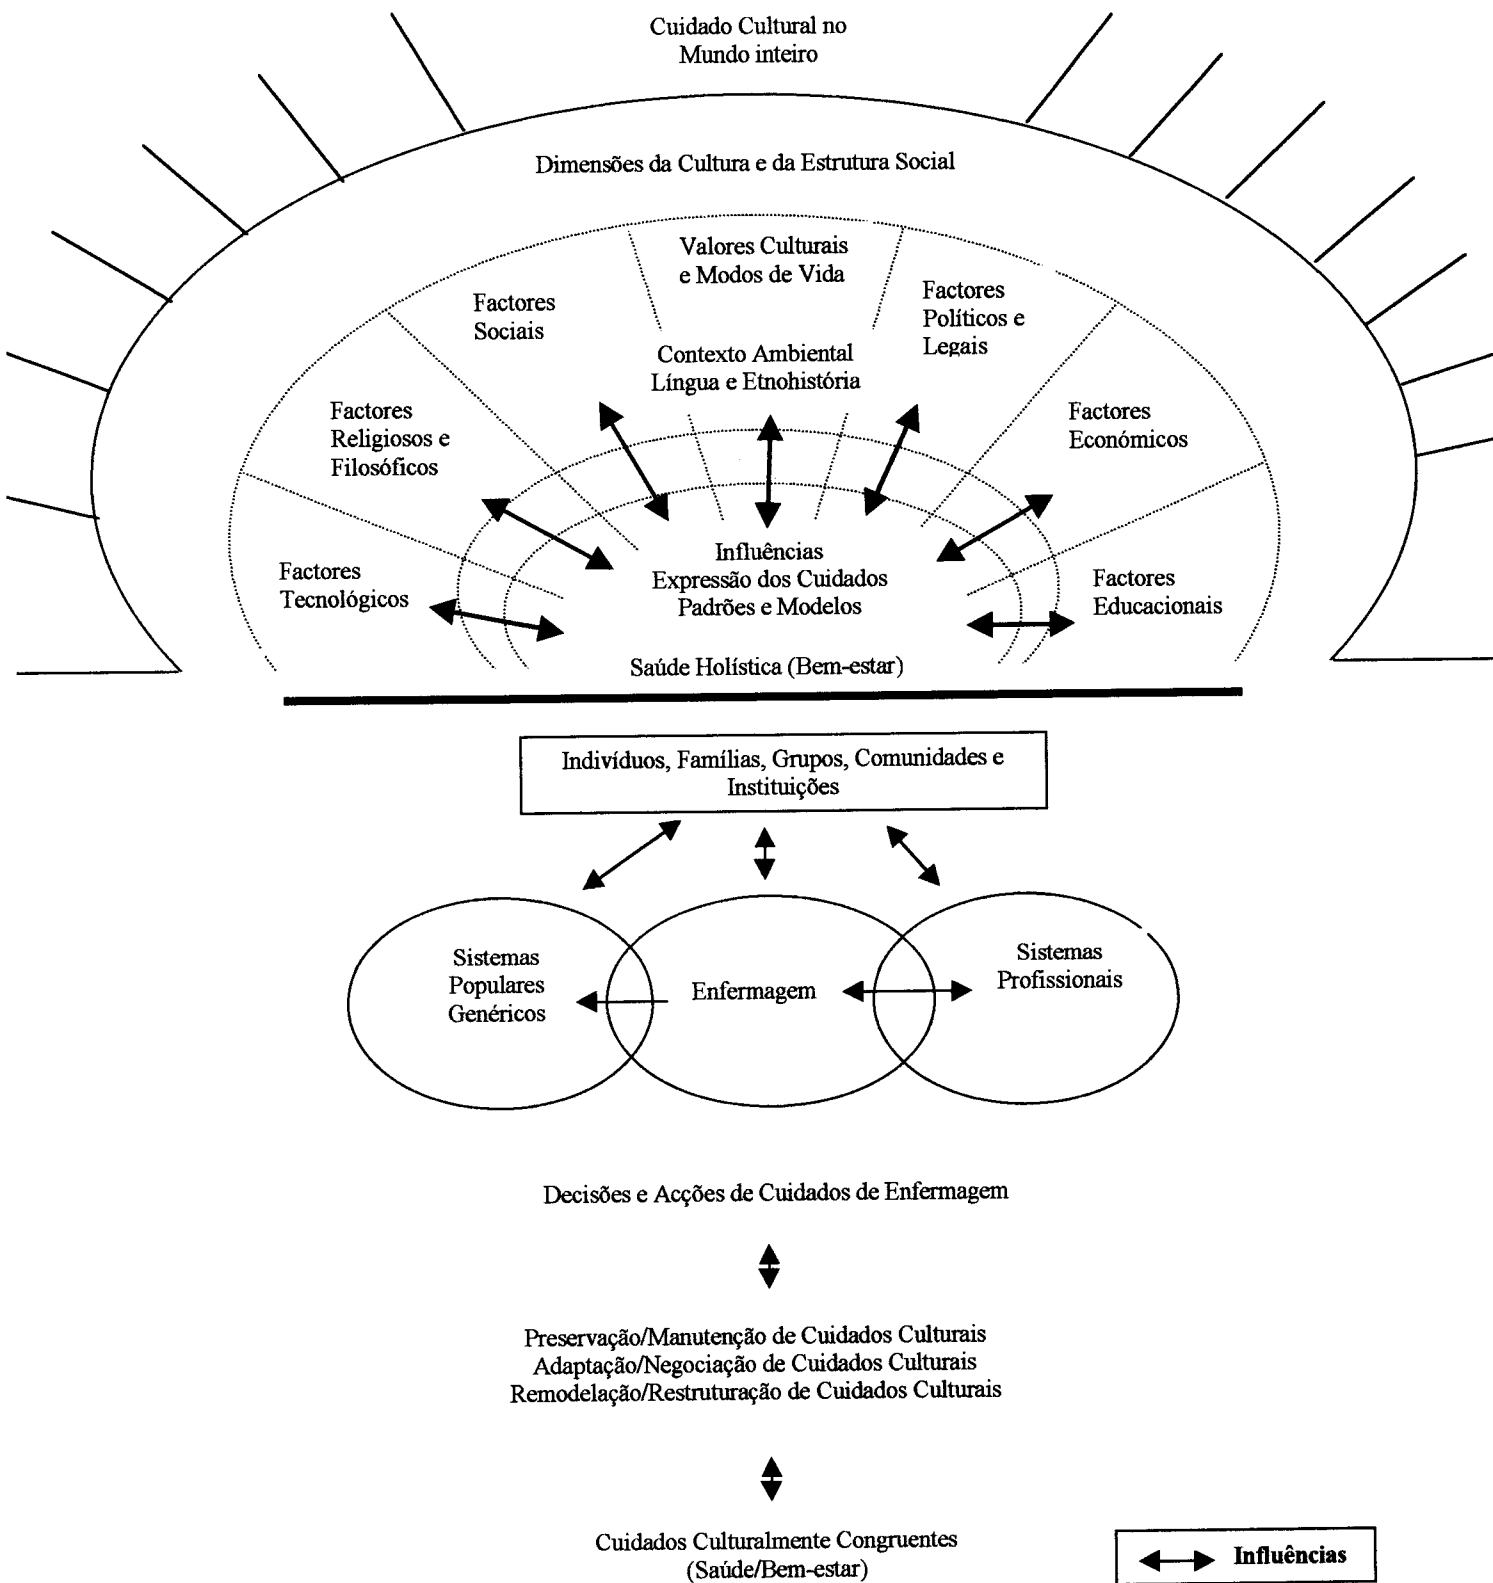 Cuidado Cultural no
Mundo inteiro
Dimensões da Cultura e da Estrutura Social
Valores Culturais
e Modos de Vida
Factores
Sociais
Factores
Políticos e
Legais
Contexto Ambiental
Língua e Etnohistória
Factores
Religiosos e
Filosóficos
Factores
Económicos
Factores
Tecnológicos
Influências
Expressão dos Cuidados
Padrões e Modelos
Factores
Educacionais
Saúde Holística (Bem-estar)
Indivíduos, Famílias, Grupos, Comunidades e
Instituições
Sistemas
Populares
Genéricos
Enfermagem
Sistemas
Profissionais
Decisões e Acções de Cuidados de Enfermagem
Preservação/Manutenção de Cuidados Culturais
Adaptação/Negociação de Cuidados Culturais
Remodelação/Restruturação de Cuidados Culturais
Cuidados Culturalmente Congruentes
(Saúde/Bem-estar)
Influências